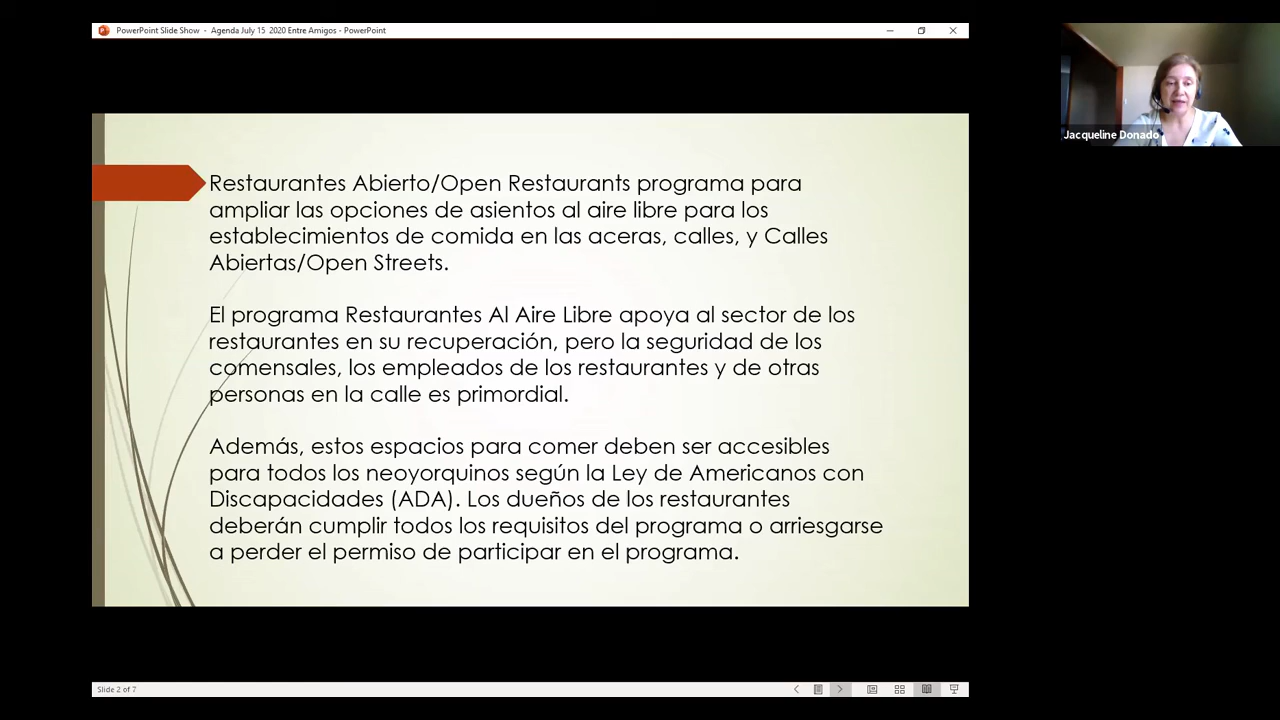 PowerPoint Slide Show - Agenda July 15 2020 Entre Amigos - PowerPoint
Jacqueline Donado
Restaurantes Abierto/Open Restaurants programa para
ampliar las opciones de asientos al aire libre para los
establecimientos de comida en las aceras, calles, y Calles
Abiertas/Open Streets.
El programa Restaurantes Al Aire Libre apoya al sector de los
restaurantes en su recuperación, pero la seguridad de los
comensales, los empleados de los restaurantes y de otras
personas en la calle es primordial.
Además, estos espacios para comer deben ser accesibles
para todos los neoyorquinos según la Ley de Americanos con
Discapacidades (ADA). Los dueños de los restaurantes
deberán cumplir todos los requisitos del programa o arriesgarse
a perder el permiso de participar en el programa.
Slide 2 of 7